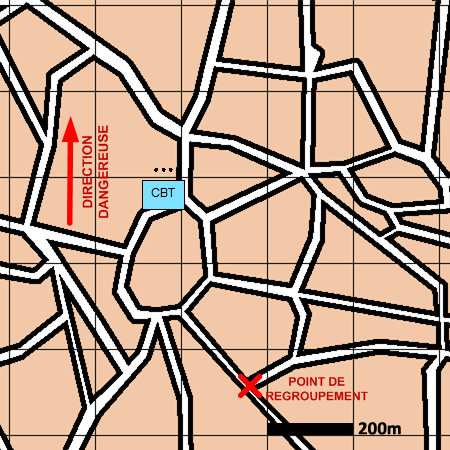 DIRECTION
DANGEREUSE
CBT
POINT DE
REGROUPEMENT
200m